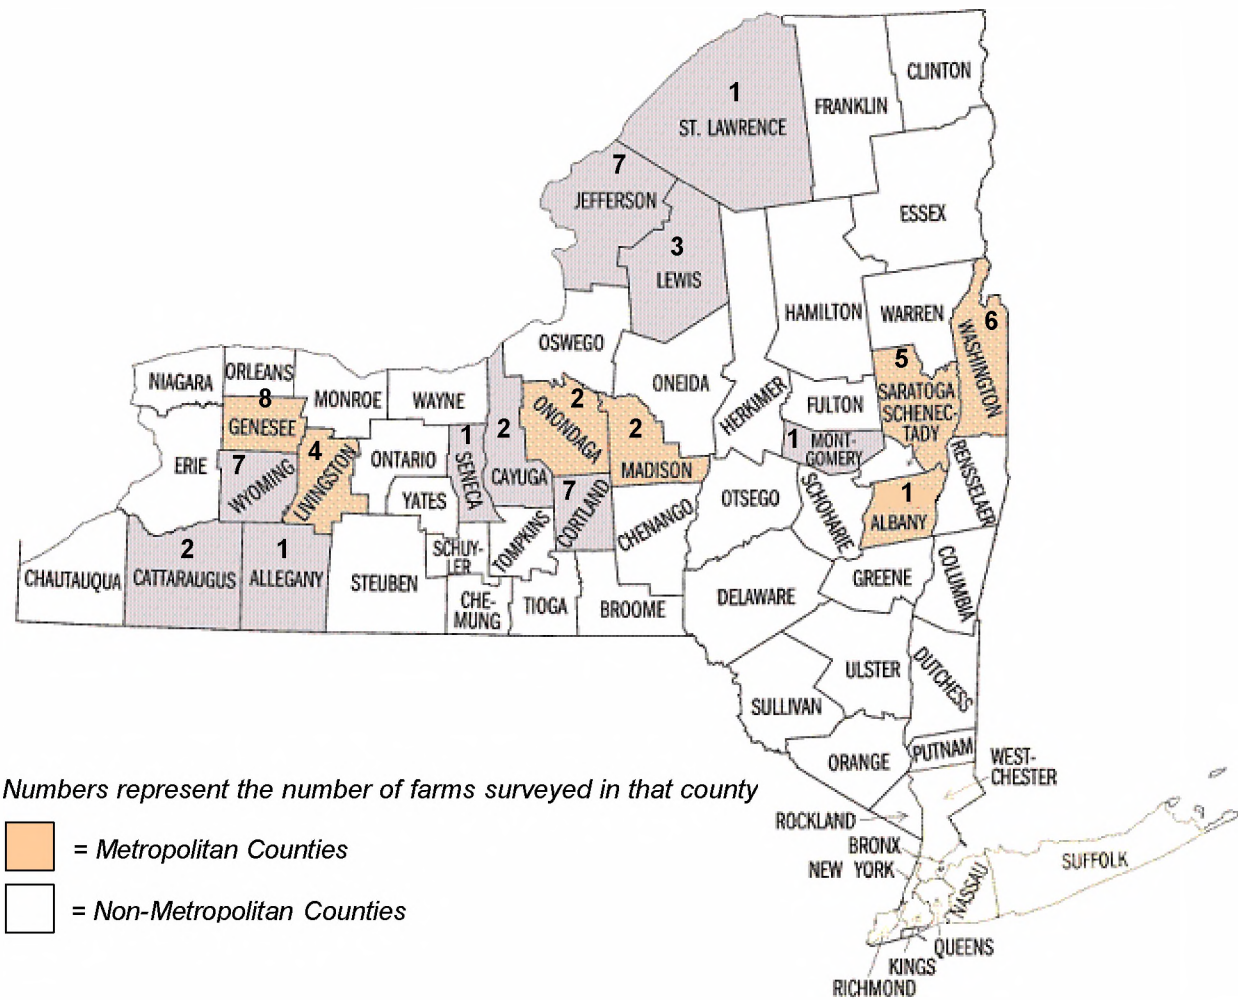 1
ST. LAWRENCE
FRANKLIN
CLINTON
7
JEFFERSON
ESSEX
3
LEWIS
HAMILTON
WARREN
6
WASHINGTON
OSWEGO
ONEIDA
HERKIMER
5
SARATOGA
SCHENEC-
TADY
FULTON
NIAGARA
ORLEANS
8
GENESEE
MONROE
WAYNE
2
CAYUGA
2
ONONDAGA
2
MADISON
1
MONT-
GOMERY
ERIE
7
WYOMING
4
LIVINGSTON
ONTARIO
1
SENECA
YATES
7
CORTLAND
CHENANGO
OTSEGO
SCHOHARIE
1
ALBANY
RENSSELAER
CHAUTAUQUA
2
CATTARAUGUS
1
ALLEGANY
STEUBEN
SCHUY-
LER
TOMPKINS
CHE-
MUNG
TIOGA
BROOME
DELAWARE
GREENE
COLUMBIA
ULSTER
DUTCHESS
SULLIVAN
ORANGE
PUTNAM
WEST-
CHESTER
ROCKLAND
BRONX
NEW YORK
NASSAU
SUFFOLK
QUEENS
KINGS
RICHMOND
Numbers represent the number of farms surveyed in that county
= Metropolitan Counties
= Non-Metropolitan Counties